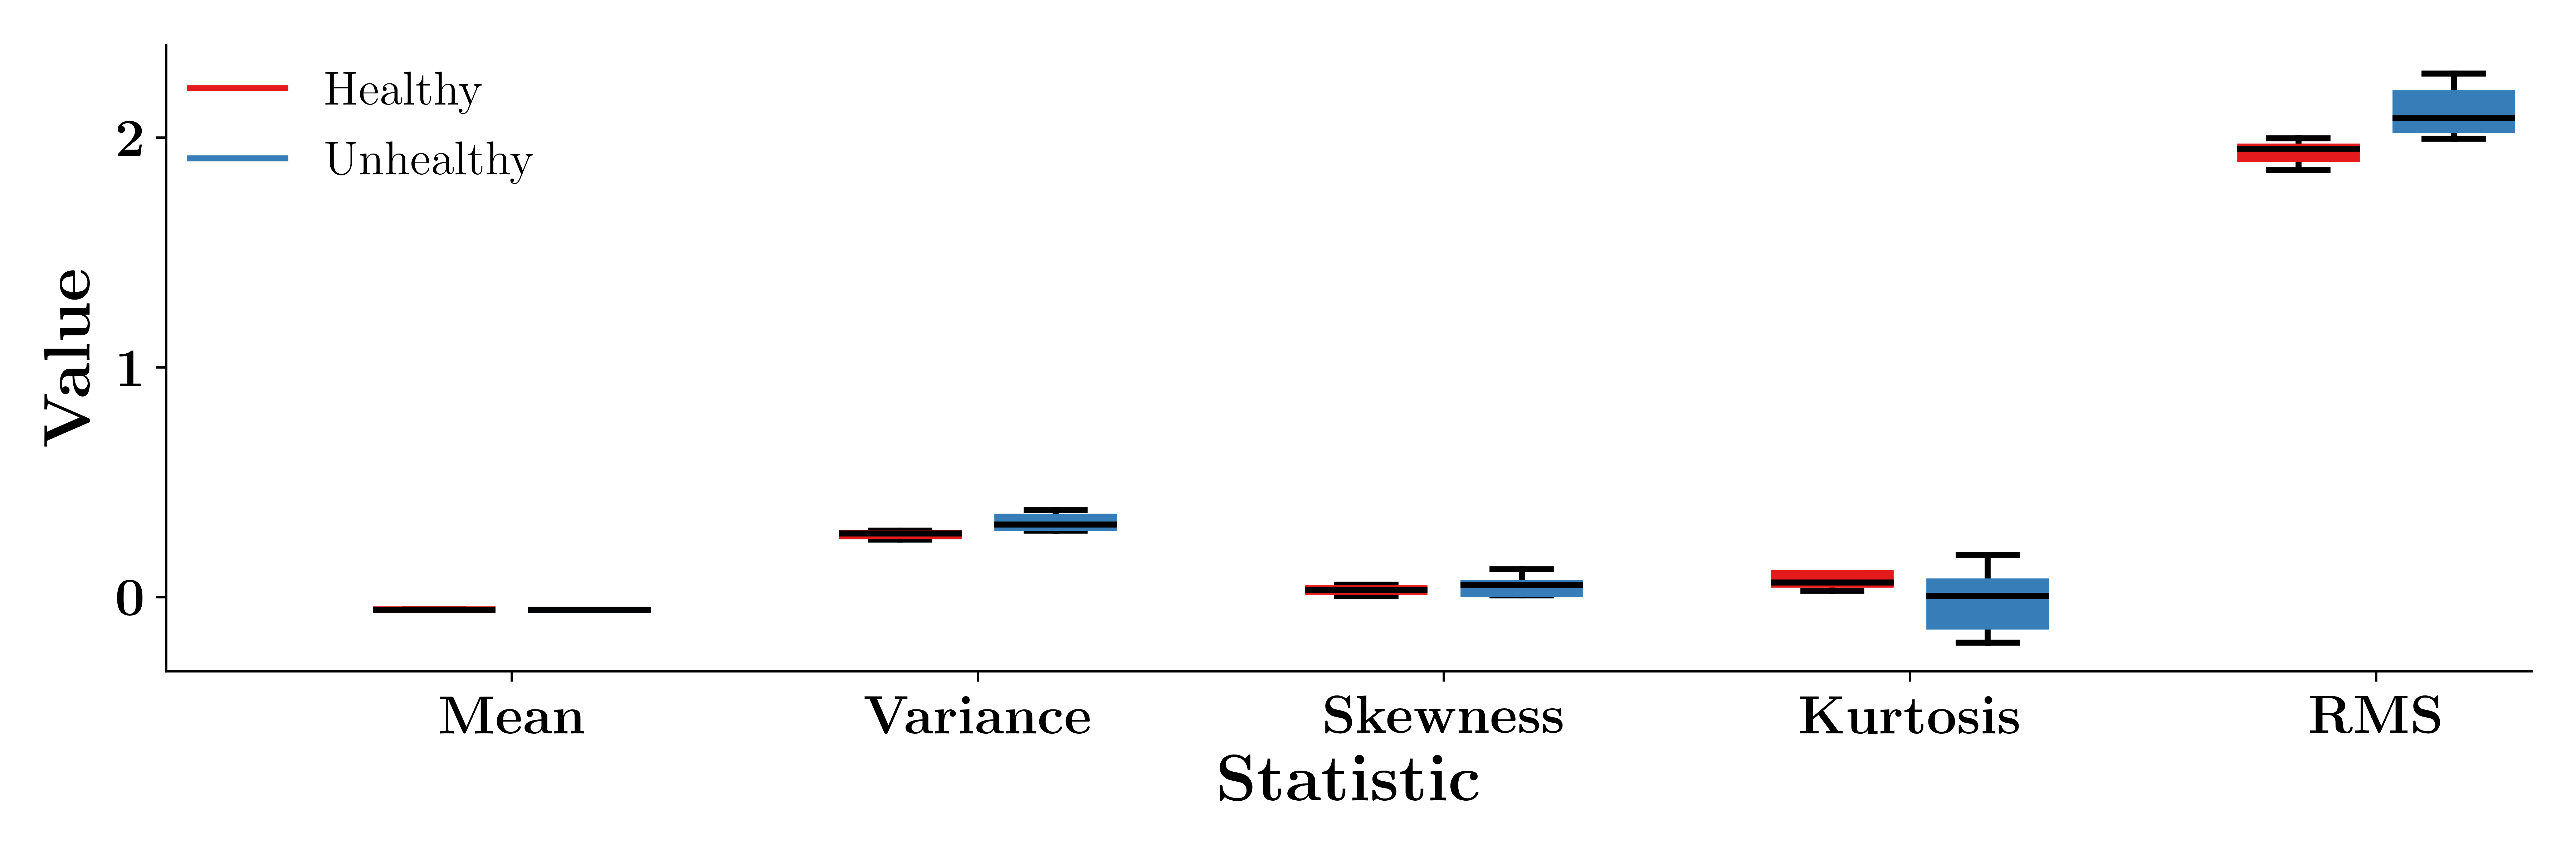 Healthy
Unhealthy
2
1
0
Value
Mean Variance Skewness Kurtosis RMS
Statistic